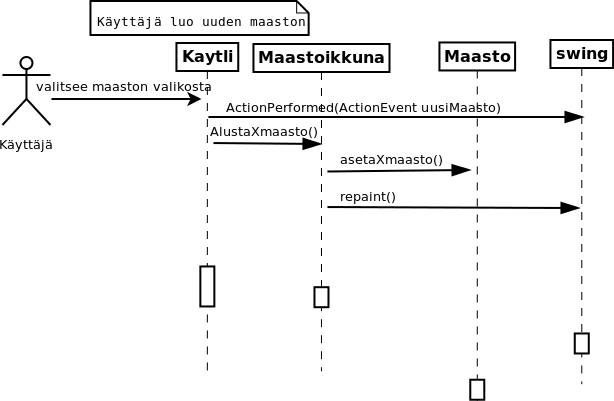 Käyttäjä luo uuden maaston
Kaytli
Maastoikkuna
Maasto
swing
valitsee maaston valikosta
ActionPerformed(ActionEvent uusiMaasto)
AlustaXmaasto()
Käyttäjä
asetaXmaasto()
repaint()